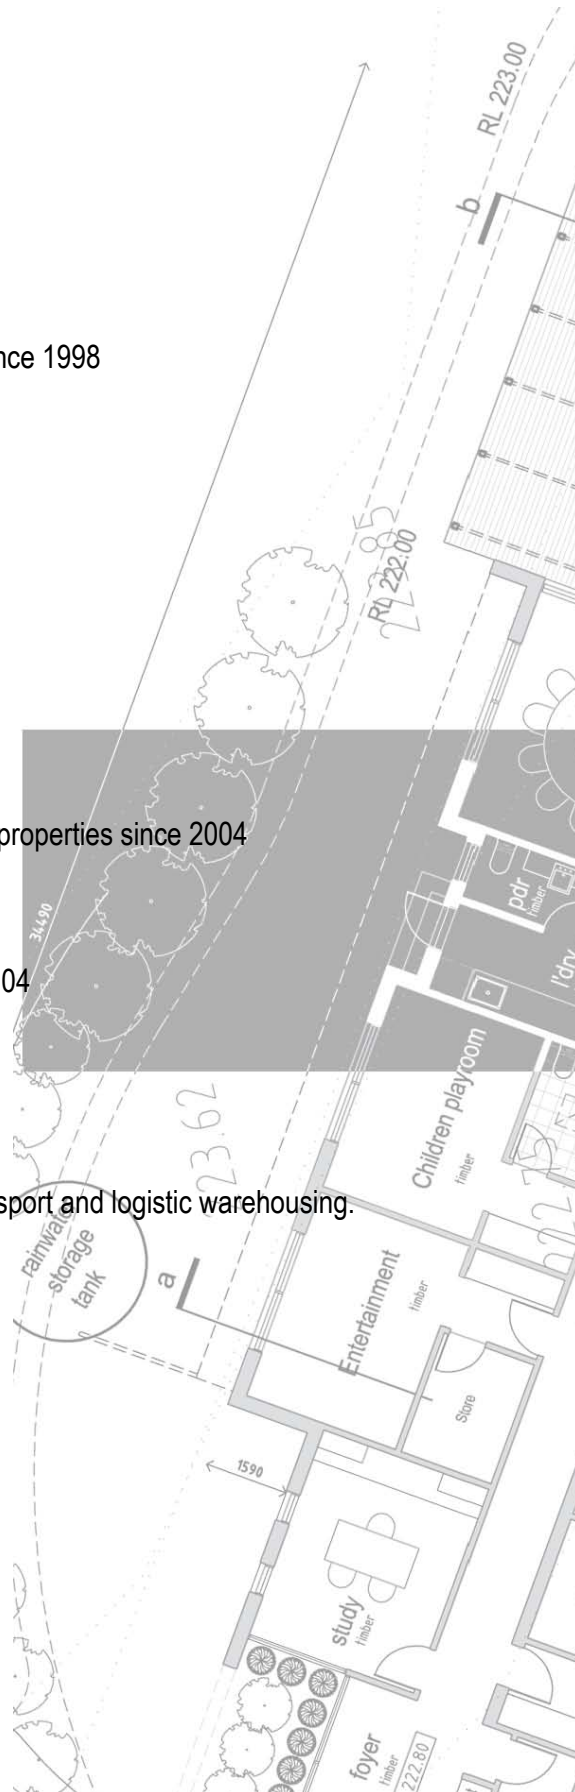 RL 223.00
b
nce 1998
RL 222.00
properties since 2004
pdr
timber
34490
l'dry
04
Children playroom
timber
sport and logistic warehousing.
rainwater
storage
tank
a
Entertainment
timber
Store
1590
study
timber
foyer
timber
222.80